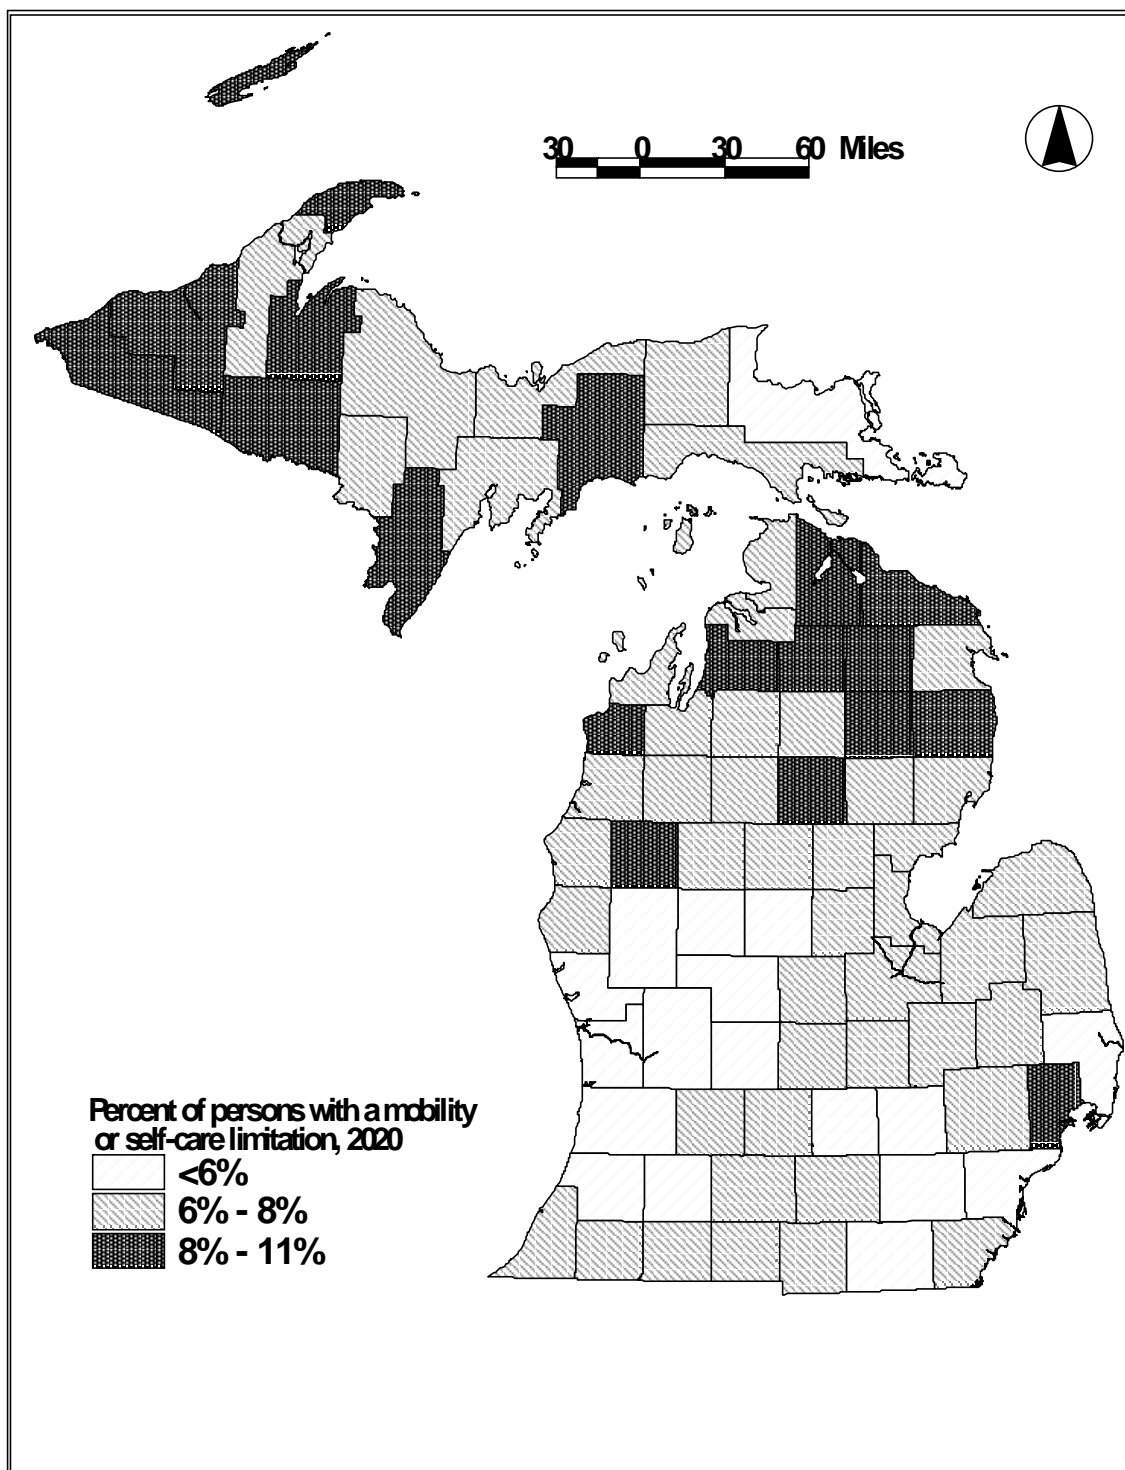 30 0 30 60 Miles
Percent of persons with a mobility
or self-care limitation, 2020
<6%
6% - 8%
8% - 11%